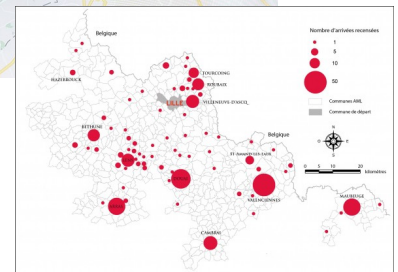 Belgique
Nombre d'arrivées recensées
1
5
10
50
HAZEBROUCK
TOURCOING
ROUBAIX
LILLE
VILLENEUVE-D'ASCQ
Communes AML
Commune de départ
BÉTHUNE
Belgique
ST-AMAND-LES-EAUX
0 5 10 20
kilomètres
VALENCIENNES
MAUBEUGE
CAMBRAI